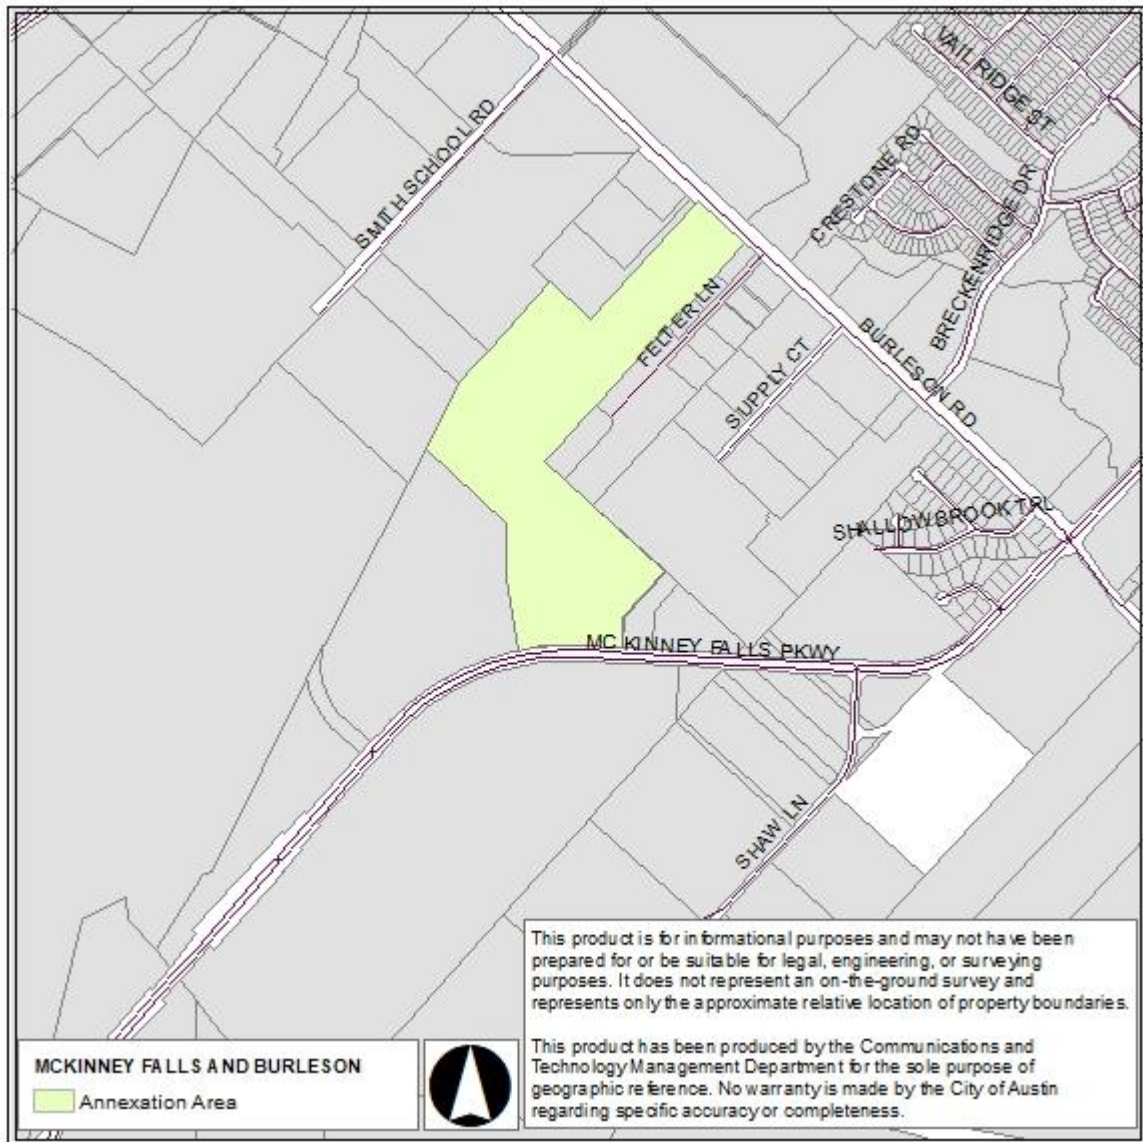 VAIL RIDGE ST
SMITH SCHOOL RD
CRESTONE RD
BRECKENRIDGE DR
FELTER LN
SUPPLY CT
BURLESON RD
SHALLOWBROOK TRL
MC KINNEY FALLS PKWY
SHAW LN
This product is for informational purposes and may not have been
prepared for or be suitable for legal, engineering, or surveying
purposes. It does not represent an on-the-ground survey and
represents only the approximate relative location of property boundaries.
This product has been produced by the Communications and
Technology Management Department for the sole purpose of
geographic reference. No warranty is made by the City of Austin
regarding specific accuracy or completeness.
MCKINNEY FALLS AND BURLESON
Annexation Area